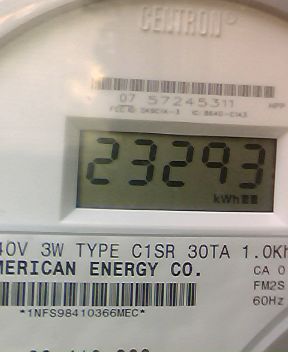 CENTRON®
07 57245311
23293
kWh
40V 3W TYPE C1SR 30TA 1.0Kh
MERICAN ENERGY CO.
CA 0
FM2S
60Hz
*1NFS98410366MEC*